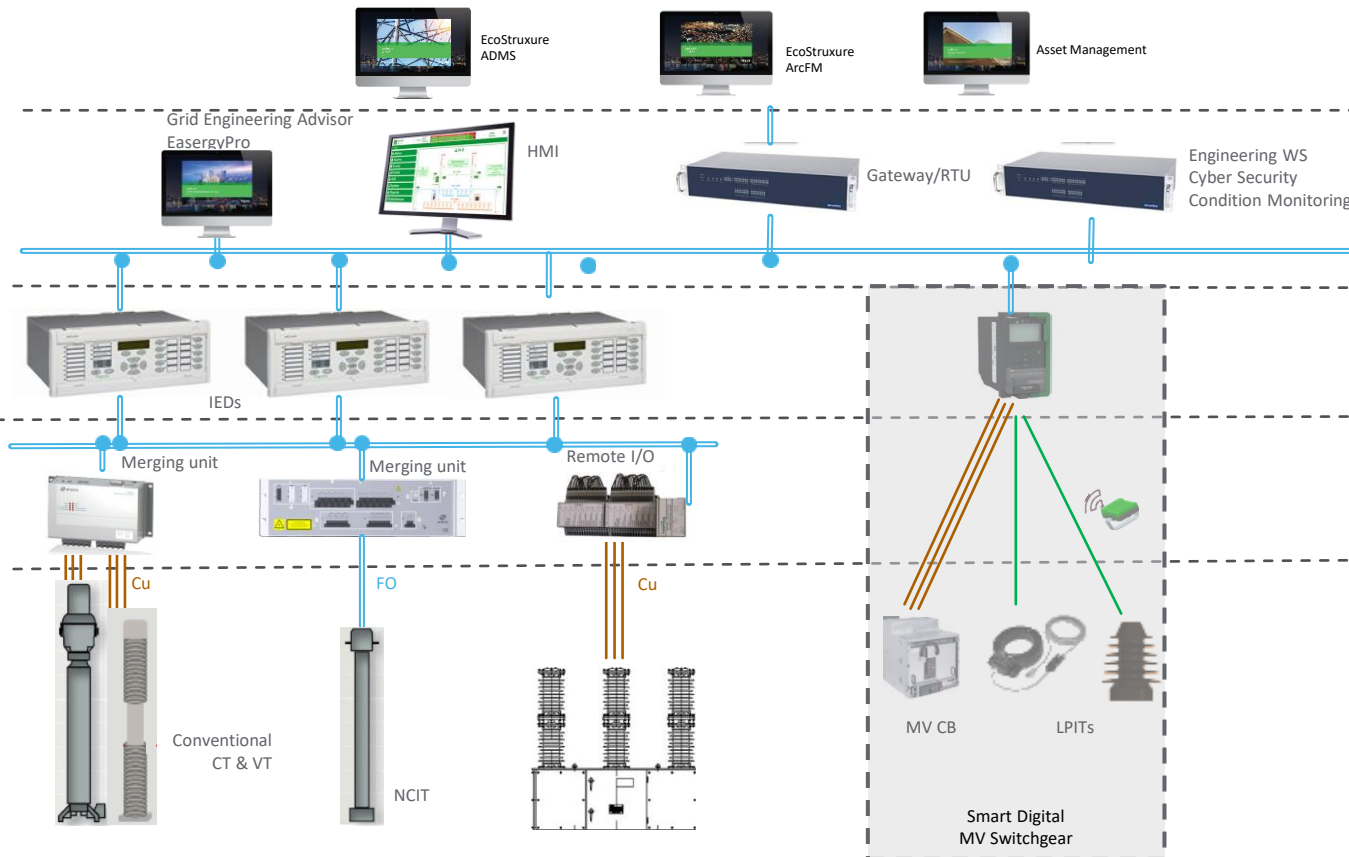 EcoStruxure
ADMS
EcoStruxure
ArcFM
Asset Management
Grid Engineering Advisor
EasergyPro
HMI
Gateway/RTU
Engineering WS
Cyber Security
Condition Monitoring
IEDs
Merging unit
Merging unit
Remote I/O
Cu
FO
Cu
Conventional
CT & VT
NCIT
MV CB
LPITs
Smart Digital
MV Switchgear